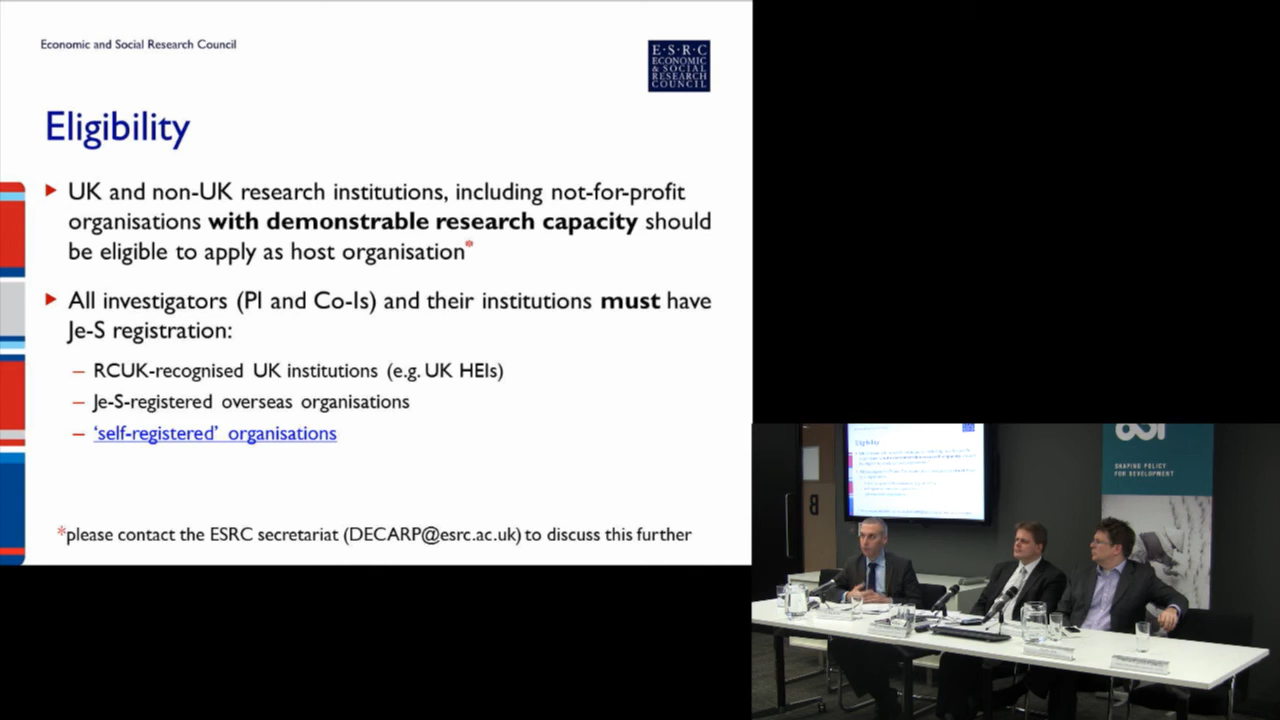 Economic and Social Research Council
E·S·R·C
ECONOMIC
& SOCIAL
RESEARCH
COUNCIL
Eligibility
UK and non-UK research institutions, including not-for-profit
organisations with demonstrable research capacity should
be eligible to apply as host organisation*
All investigators (PI and Co-Is) and their institutions must have
Je-S registration:
– RCUK-recognised UK institutions (e.g. UK HEIs)
– Je-S-registered overseas organisations
– ‘self-registered’ organisations
*please contact the ESRC secretariat (DECARP@esrc.ac.uk) to discuss this further
Eligibility
SHAPING POLICY
FOR DEVELOPMENT